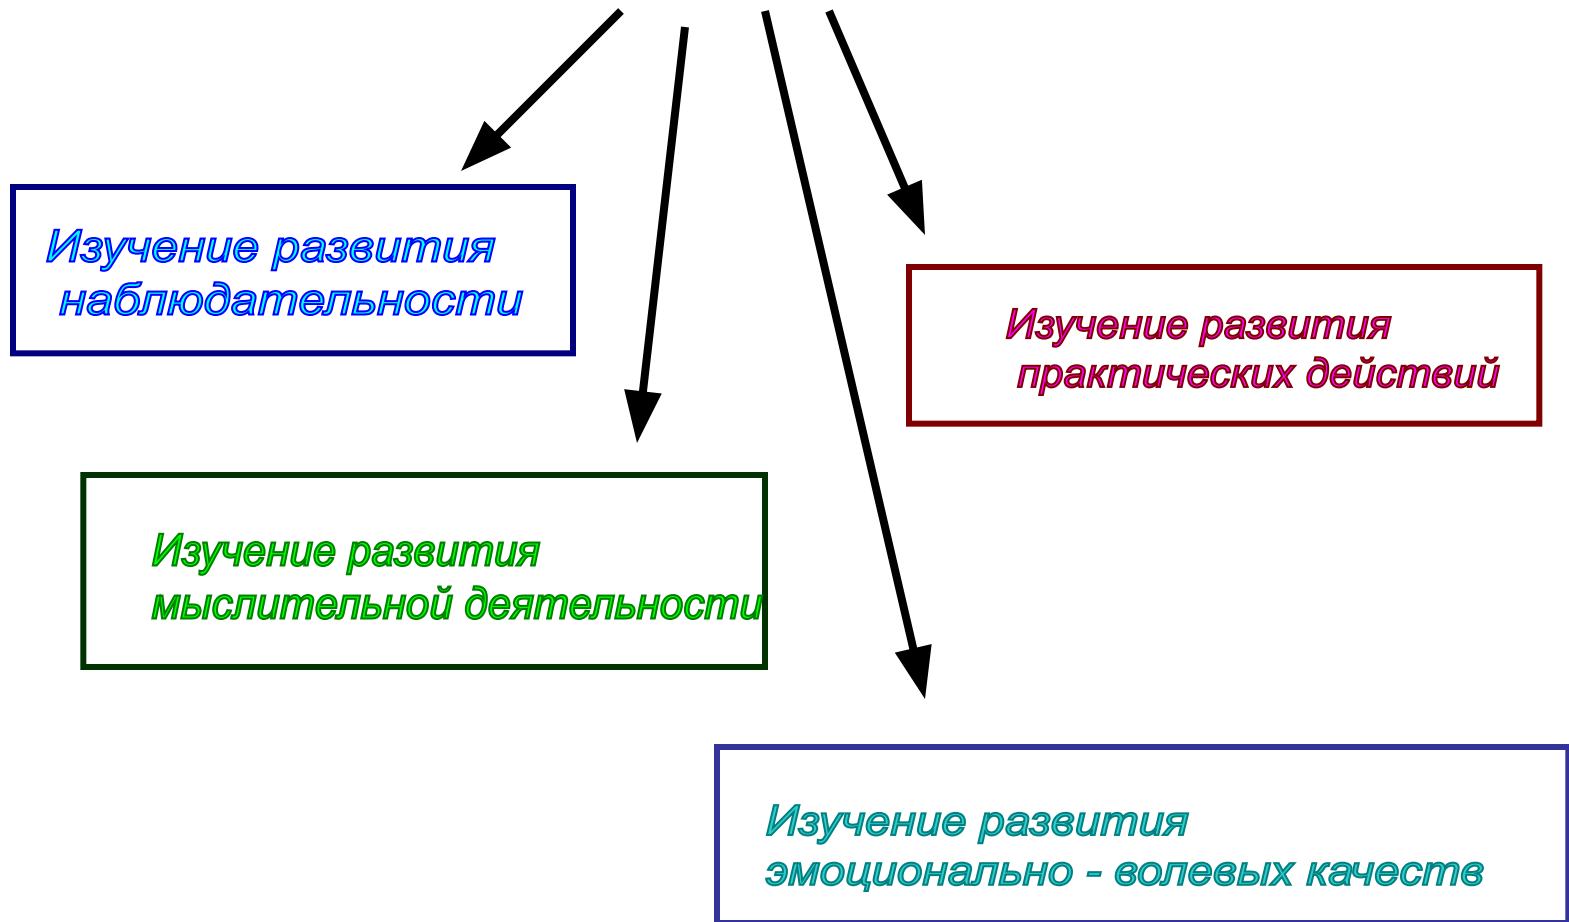 Изучение развития
наблюдательности
Изучение развития
практических действий
Изучение развития
мыслительной деятельности
Изучение развития
эмоционально - волевых качеств